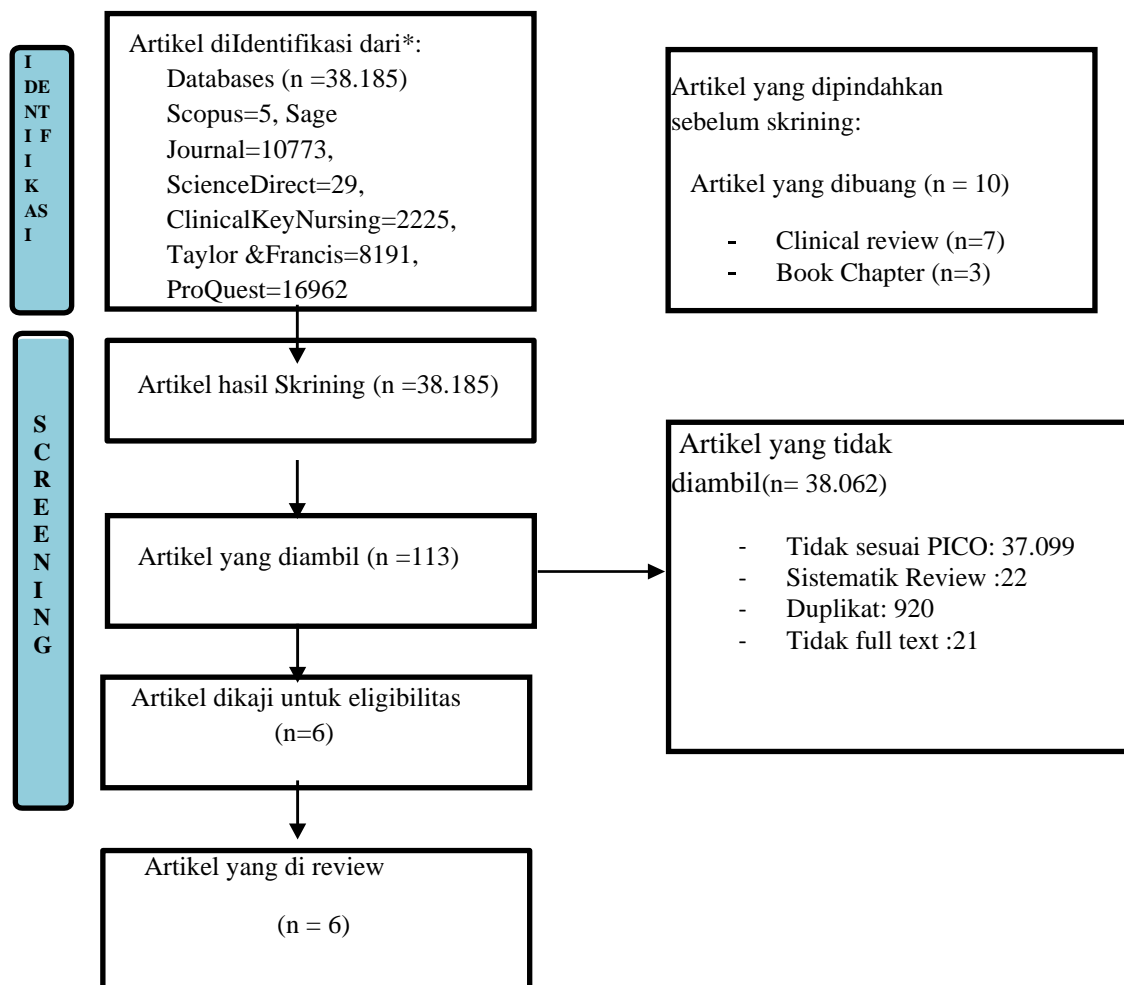 I
DE
NT
I F
I
K
AS
I
Artikel diIdentifikasi dari*:
Databases (n =38.185)
Scopus=5, Sage
Journal=10773,
ScienceDirect=29,
ClinicalKeyNursing=2225,
Taylor &Francis=8191,
ProQuest=16962
Artikel yang dipindahkan
sebelum skrining:
Artikel yang dibuang (n = 10)
- Clinical review (n=7)
- Book Chapter (n=3)
S
C
R
E
E
N
I
N
G
Artikel hasil Skrining (n =38.185)
Artikel yang diambil (n =113)
Artikel yang tidak
diambil(n= 38.062)
- Tidak sesuai PICO: 37.099
- Sistematik Review :22
- Duplikat: 920
- Tidak full text :21
Artikel dikaji untuk eligibilitas
(n=6)
Artikel yang di review
(n = 6)